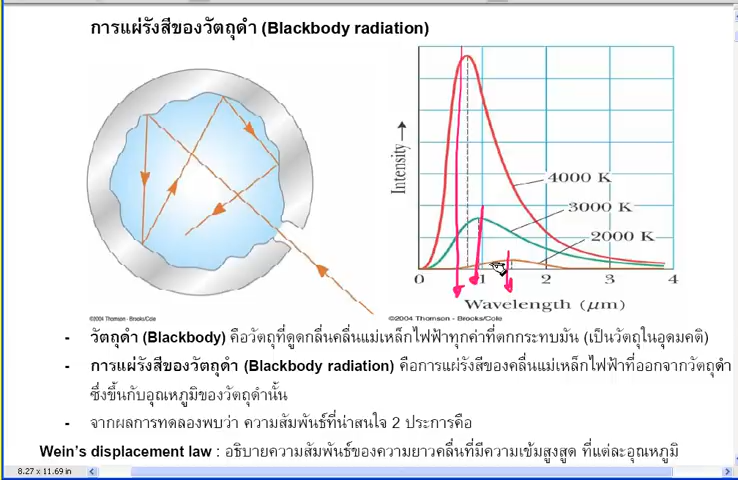 การแผ่รังสีของวัตถุดำ (Blackbody radiation)
Intensity
4000 K
3000 K
2000 K
0 1 2 3 4
Wavelength (μm)
©2004 Thomson - Brooks/Cole
©2004 Thomson - Brooks/Cole
- วัตถุดำ (Blackbody) คือวัตถุที่ดูดกลืนคลื่นแม่เหล็กไฟฟ้าทุกค่าที่ตกกระทบมัน (เป็นวัตถุในอุดมคติ)
- การแผ่รังสีของวัตถุดำ (Blackbody radiation) คือการแผ่รังสีของคลื่นแม่เหล็กไฟฟ้าที่ออกจากวัตถุดำ
ซึ่งขึ้นกับอุณหภูมิของวัตถุดำนั้น
- จากผลการทดลองพบว่า ความสัมพันธ์ที่น่าสนใจ 2 ประการคือ
Wein's displacement law : อธิบายความสัมพันธ์ของความยาวคลื่นที่มีความเข้มสูงสูด ที่แต่ละอุณหภูมิ
8.27 x 11.69 in